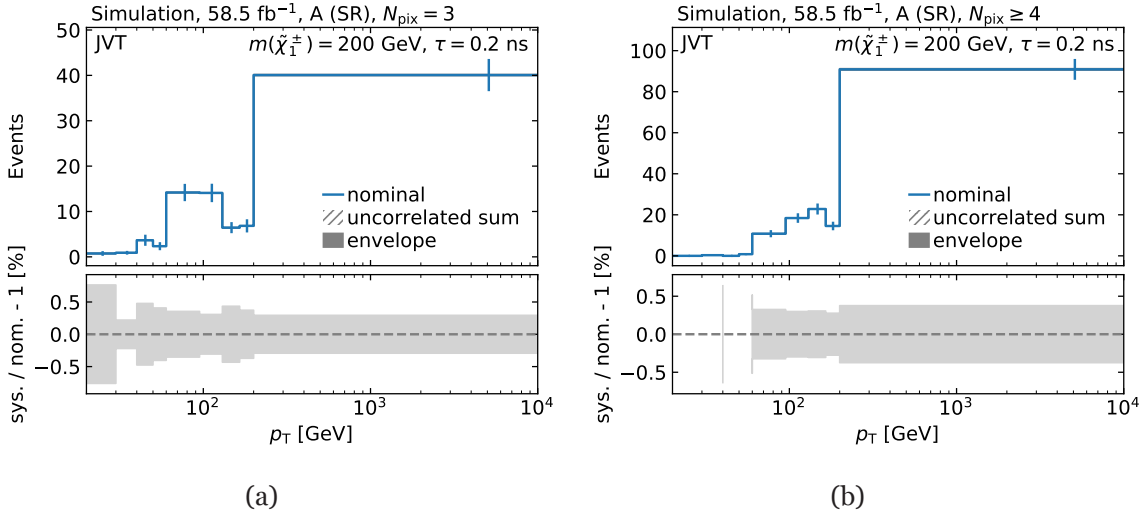 Simulation, 58.5 fb⁻¹, A (SR), N_pix = 3
JVT
m(χ̃₁±) = 200 GeV, τ = 0.2 ns
Events
50
40
30
20
10
0
nominal
uncorrelated sum
envelope
sys. / nom. - 1 [%]
0.5
0.0
−0.5
10² 10³ 10⁴
p_T [GeV]
(a)
Simulation, 58.5 fb⁻¹, A (SR), N_pix ≥ 4
JVT
m(χ̃₁±) = 200 GeV, τ = 0.2 ns
Events
100
80
60
40
20
0
nominal
uncorrelated sum
envelope
sys. / nom. - 1 [%]
0.5
0.0
−0.5
10² 10³ 10⁴
p_T [GeV]
(b)